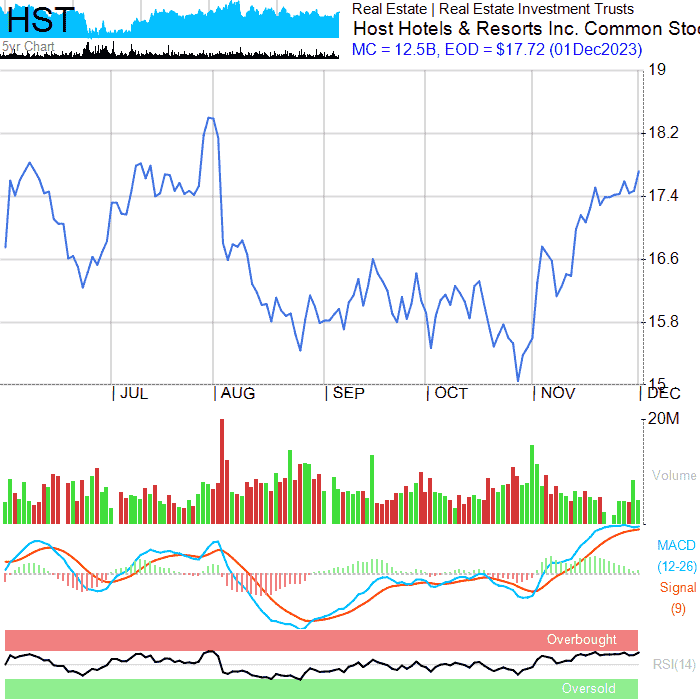 HST
5yr Chart
Real Estate | Real Estate Investment Trusts
Host Hotels & Resorts Inc. Common Stoc
MC = 12.5B, EOD = $17.72 (01Dec2023)
19
18.2
17.4
16.6
15.8
15
JUL AUG SEP OCT NOV DEC
20M
Volume
MACD
(12-26)
Signal
(9)
Overbought
RSI(14)
Oversold